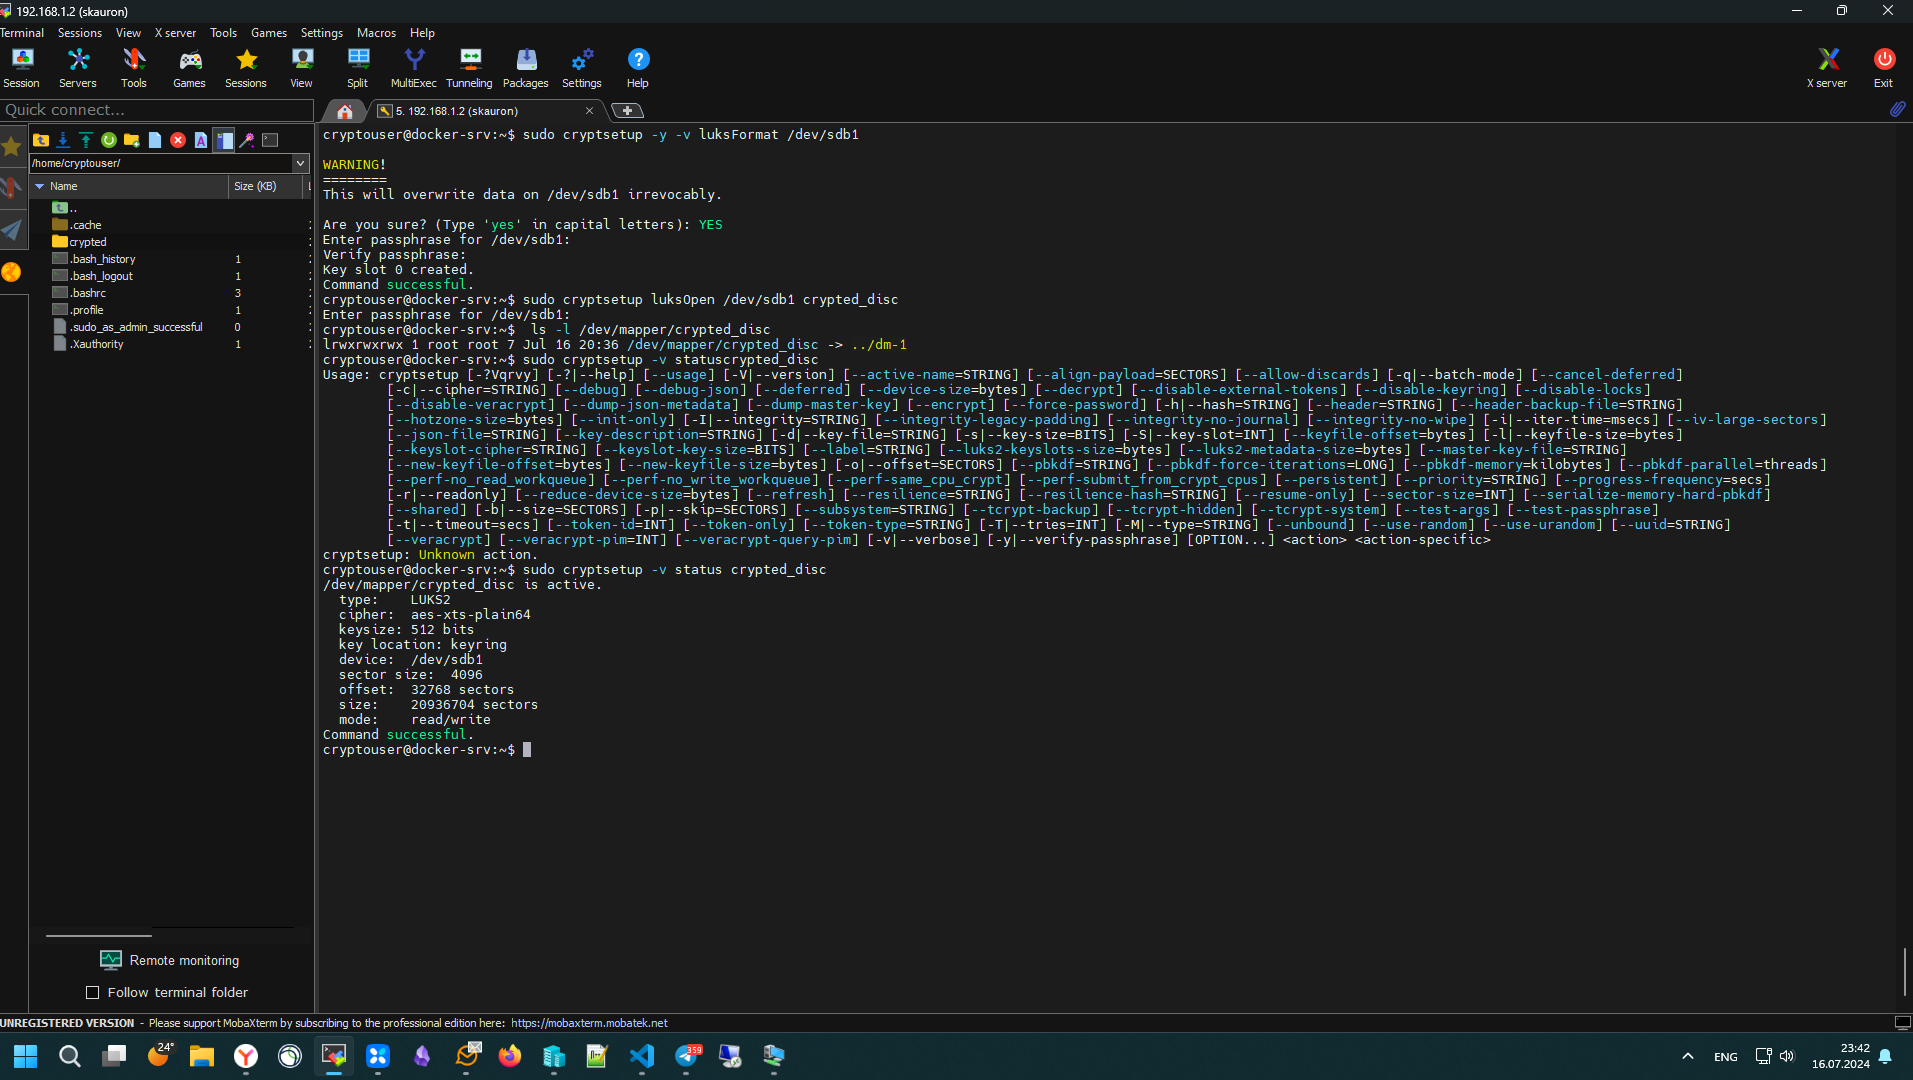 192.168.1.2 (skauron)
Terminal Sessions View X server Tools Games Settings Macros Help
Session Servers Tools Games Sessions View Split MultiExec Tunneling Packages Settings Help X server Exit
Quick connect...
5. 192.168.1.2 (skauron)
/home/cryptouser/
Name Size (KB)
..
.cache
crypted
.bash_history 1
.bash_logout 1
.bashrc 3
.profile 1
.sudo_as_admin_successful 0
.Xauthority 1
Remote monitoring
Follow terminal folder
cryptouser@docker-srv:~$ sudo cryptsetup -y -v luksFormat /dev/sdb1
WARNING!
========
This will overwrite data on /dev/sdb1 irrevocably.
Are you sure? (Type 'yes' in capital letters): YES
Enter passphrase for /dev/sdb1:
Verify passphrase:
Key slot 0 created.
Command successful.
cryptouser@docker-srv:~$ sudo cryptsetup luksOpen /dev/sdb1 crypted_disc
Enter passphrase for /dev/sdb1:
cryptouser@docker-srv:~$  ls -l /dev/mapper/crypted_disc
lrwxrwxrwx 1 root root 7 Jul 16 20:36 /dev/mapper/crypted_disc -> ../dm-1
cryptouser@docker-srv:~$ sudo cryptsetup -v statuscrypted_disc
Usage: cryptsetup [-?Vqrvy] [-?|--help] [--usage] [-V|--version] [--active-name=STRING] [--align-payload=SECTORS] [--allow-discards] [-q|--batch-mode] [--cancel-deferred]
[-c|--cipher=STRING] [--debug] [--debug-json] [--deferred] [--device-size=bytes] [--decrypt] [--disable-external-tokens] [--disable-keyring] [--disable-locks]
[--disable-veracrypt] [--dump-json-metadata] [--dump-master-key] [--encrypt] [--force-password] [-h|--hash=STRING] [--header=STRING] [--header-backup-file=STRING]
[--hotzone-size=bytes] [--init-only] [-I|--integrity=STRING] [--integrity-legacy-padding] [--integrity-no-journal] [--integrity-no-wipe] [-i|--iter-time=msecs] [--iv-large-sectors]
[--json-file=STRING] [--key-description=STRING] [-d|--key-file=STRING] [-s|--key-size=BITS] [-S|--key-slot=INT] [--keyfile-offset=bytes] [-l|--keyfile-size=bytes]
[--keyslot-cipher=STRING] [--keyslot-key-size=BITS] [--label=STRING] [--luks2-keyslots-size=bytes] [--luks2-metadata-size=bytes] [--master-key-file=STRING]
[--new-keyfile-offset=bytes] [--new-keyfile-size=bytes] [-o|--offset=SECTORS] [--pbkdf=STRING] [--pbkdf-force-iterations=LONG] [--pbkdf-memory=kilobytes] [--pbkdf-parallel=threads]
[--perf-no_read_workqueue] [--perf-no_write_workqueue] [--perf-same_cpu_crypt] [--perf-submit_from_crypt_cpus] [--persistent] [--priority=STRING] [--progress-frequency=secs]
[-r|--readonly] [--reduce-device-size=bytes] [--refresh] [--resilience=STRING] [--resilience-hash=STRING] [--resume-only] [--sector-size=INT] [--serialize-memory-hard-pbkdf]
[--shared] [-b|--size=SECTORS] [-p|--skip=SECTORS] [--subsystem=STRING] [--tcrypt-backup] [--tcrypt-hidden] [--tcrypt-system] [--test-args] [--test-passphrase]
[-t|--timeout=secs] [--token-id=INT] [--token-only] [--token-type=STRING] [-T|--tries=INT] [-M|--type=STRING] [--unbound] [--use-random] [--use-urandom] [--uuid=STRING]
[--veracrypt] [--veracrypt-pim=INT] [--veracrypt-query-pim] [-v|--verbose] [-y|--verify-passphrase] [OPTION...] <action> <action-specific>
cryptsetup: Unknown action.
cryptouser@docker-srv:~$ sudo cryptsetup -v status crypted_disc
/dev/mapper/crypted_disc is active.
type: LUKS2
cipher: aes-xts-plain64
keysize: 512 bits
key location: keyring
device: /dev/sdb1
sector size: 4096
offset: 32768 sectors
size: 20936704 sectors
mode: read/write
Command successful.
cryptouser@docker-srv:~$
UNREGISTERED VERSION - Please support MobaXterm by subscribing to the professional edition here: https://mobaxterm.mobatek.net
24°
359
ENG
23:42
16.07.2024